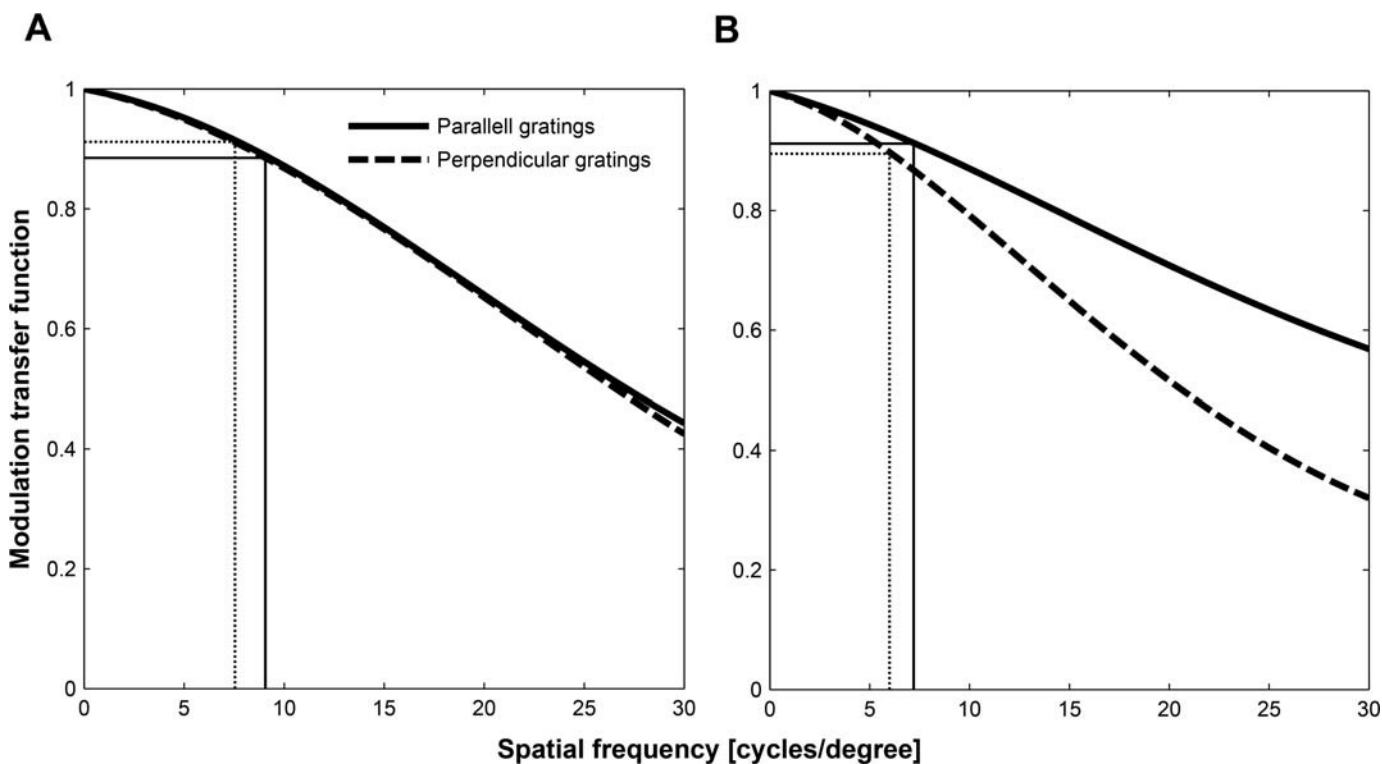 A
B
1
0.8
0.6
0.4
0.2
0
Parallell gratings
Perpendicular gratings
0 5 10 15 20 25 30
1
0.8
0.6
0.4
0.2
0
0 5 10 15 20 25 30
Modulation transfer function
Spatial frequency [cycles/degree]